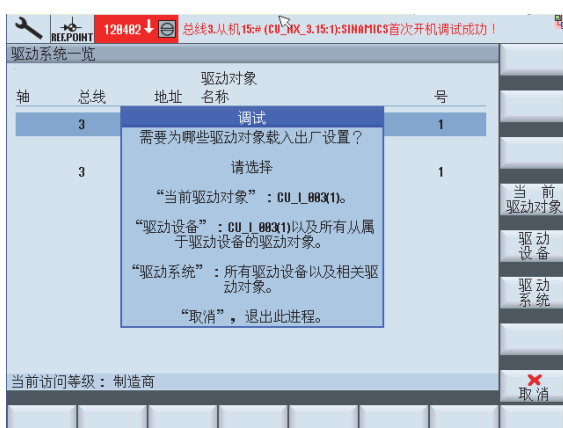 REF.POINT
120402 ↓ 总线3.从机15:# (CU_NX_3.15:1):SINAMICS首次开机调试成功!
驱动系统一览
驱动对象
轴 总线 地址 名称 号
3 1
3 1
调试
需要为哪些驱动对象载入出厂设置?
请选择
“当前驱动对象”:CU_I_003(1)。
“驱动设备”:CU_I_003(1)以及所有从属
于驱动设备的驱动对象。
“驱动系统”:所有驱动设备以及相关驱
动对象。
“取消”,退出此进程。
当 前
驱动对象
驱 动
设 备
驱 动
系 统
当前访问等级:制造商
取 消